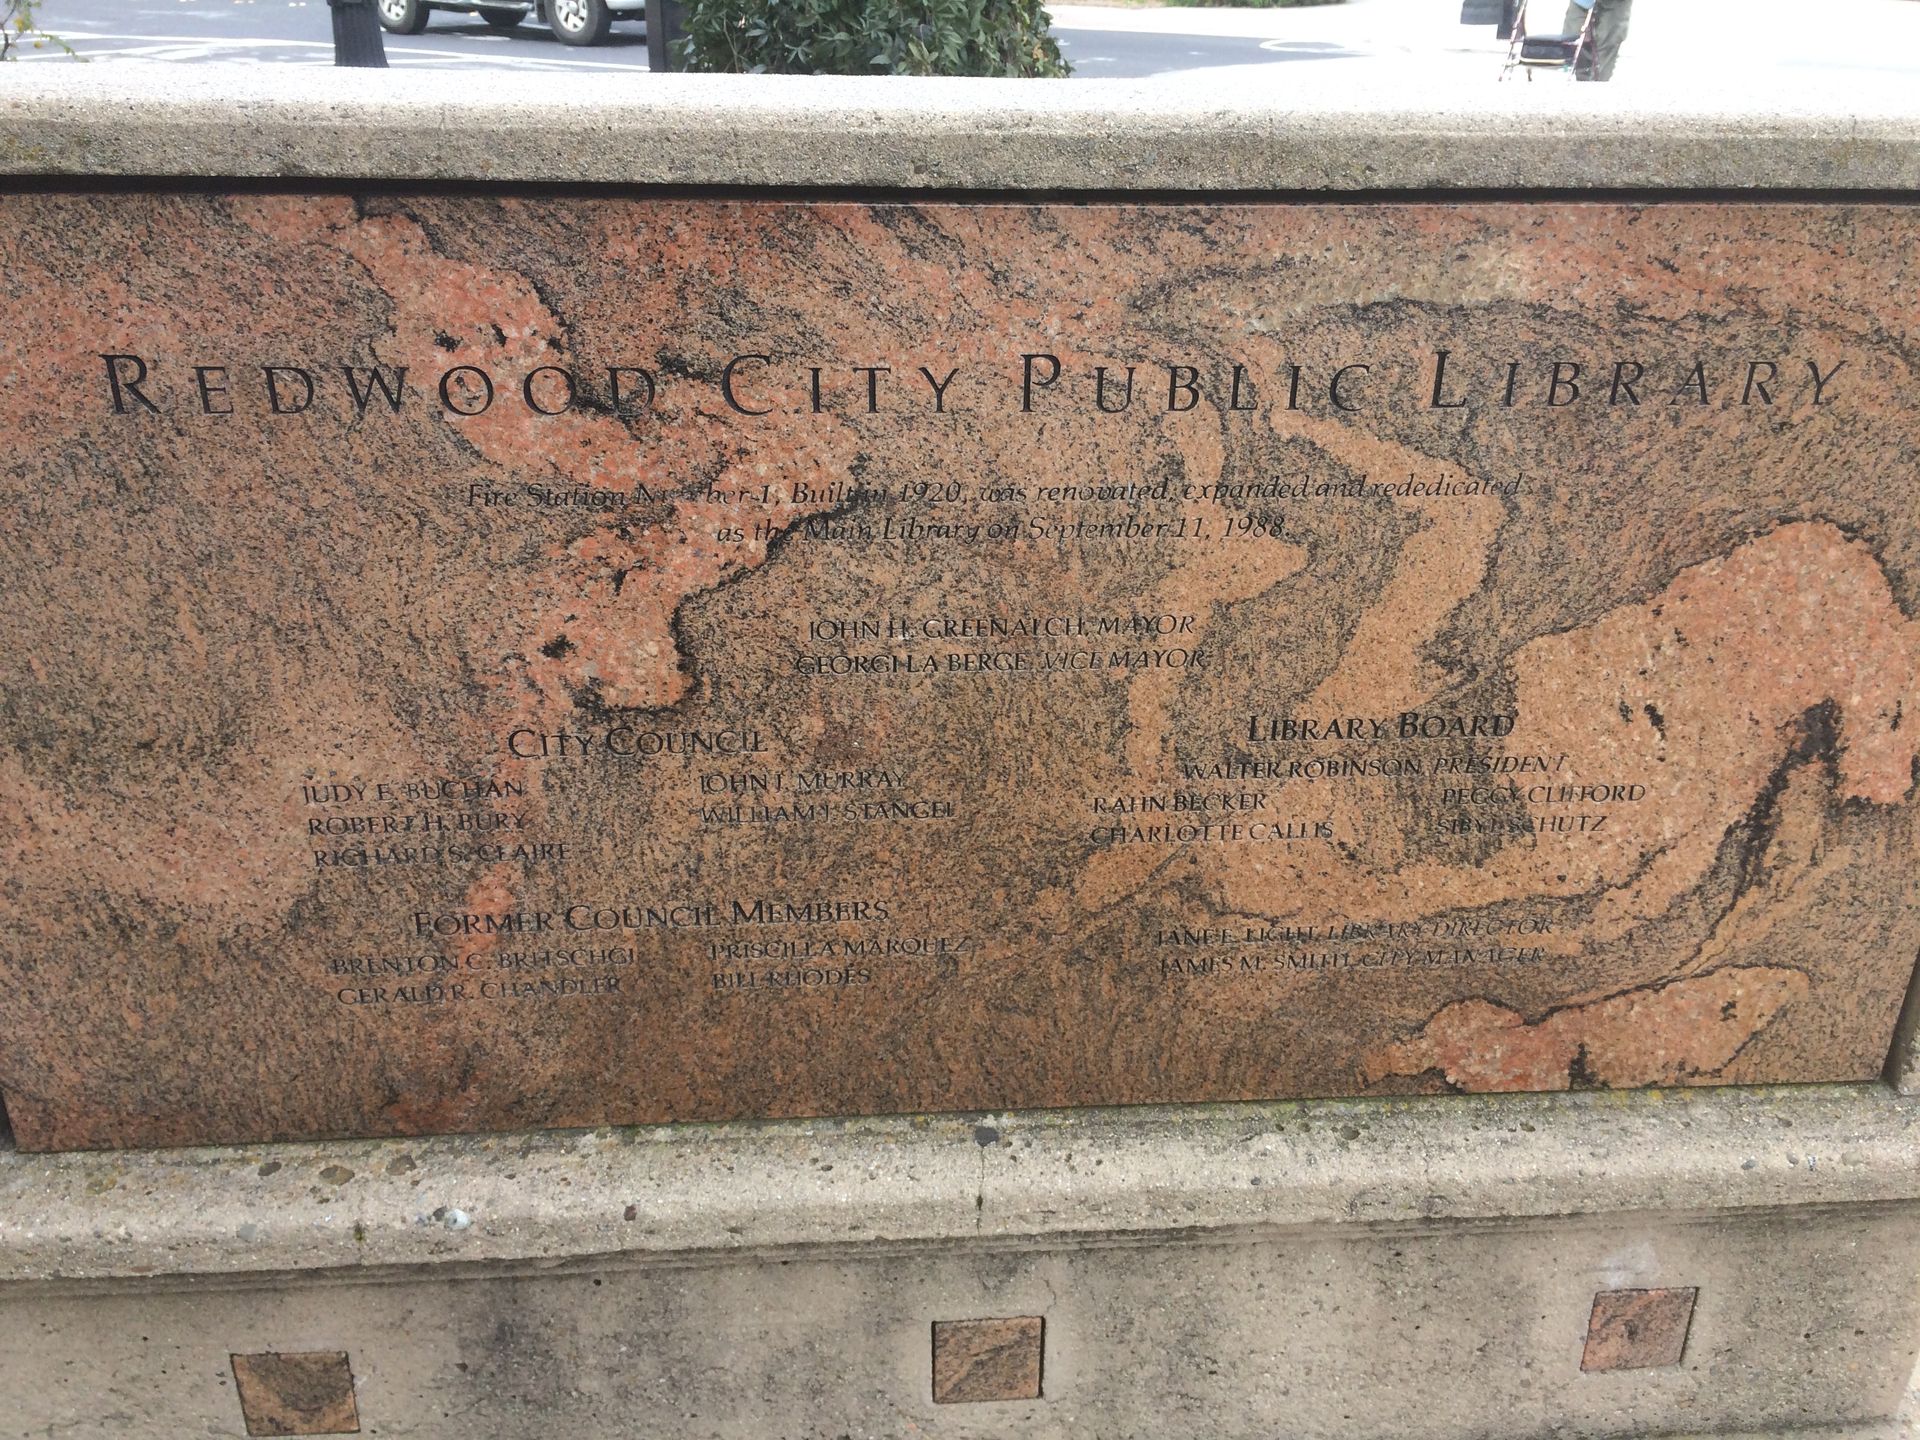 REDWOOD CITY PUBLIC LIBRARY
Fire Station Number 1, Built in 1920, was renovated, expanded and rededicated
as the Main Library on September 11, 1988.
JOHN H. GREENALCH, MAYOR
GEORGI LA BERGE, VICE MAYOR
CITY COUNCIL
JUDY E. BUCHAN
ROBERT H. BURY
RICHARD S. CLAIRE
JOHN J. MURRAY
WILLIAM J. STANGEL
FORMER COUNCIL MEMBERS
BRENTON C. BRITSCHGI
GERALD R. CHANDLER
PRISCILLA MARQUEZ
BILL RHODES
LIBRARY BOARD
WALTER ROBINSON, PRESIDENT
RAHN BECKER
CHARLOTTE CALLIS
PEGGY CLIFFORD
SIBYL SCHUTZ
JANE E. LIGHT, LIBRARY DIRECTOR
JAMES M. SMITH, CITY MANAGER